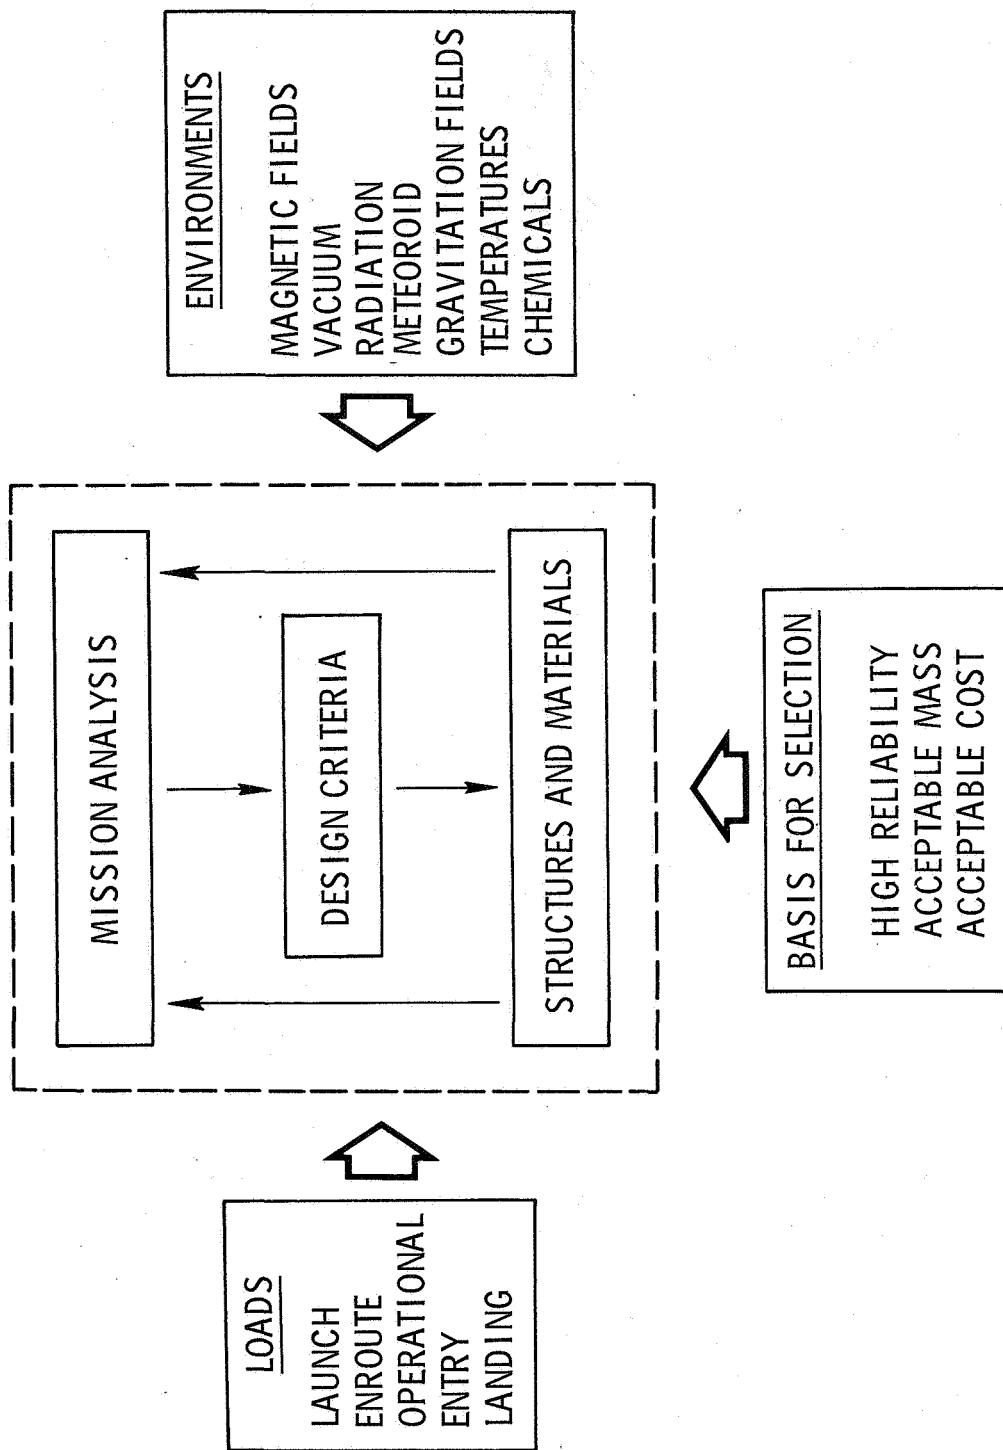 LOADS
LAUNCH
ENROUTE
OPERATIONAL
ENTRY
LANDING
MISSION ANALYSIS
DESIGN CRITERIA
STRUCTURES AND MATERIALS
ENVIRONMENTS
MAGNETIC FIELDS
VACUUM
RADIATION
METEOROID
GRAVITATION FIELDS
TEMPERATURES
CHEMICALS
BASIS FOR SELECTION
HIGH RELIABILITY
ACCEPTABLE MASS
ACCEPTABLE COST